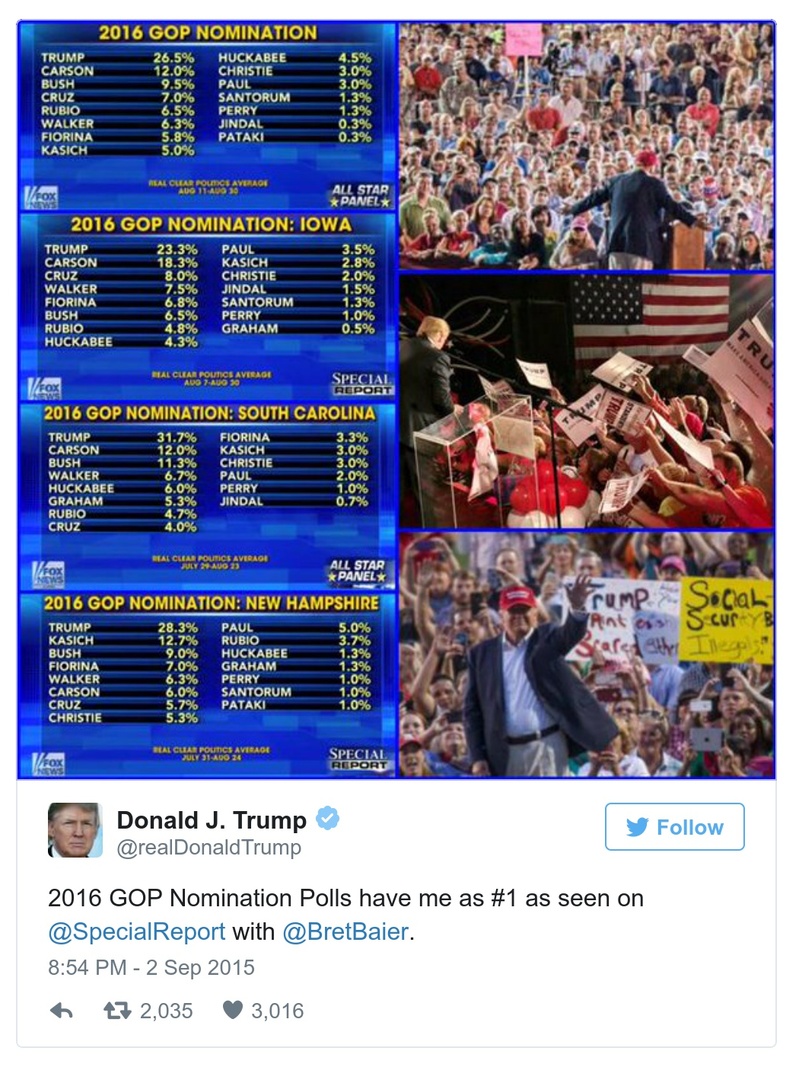 2016 GOP NOMINATION
TRUMP 26.5% HUCKABEE 4.5%
CARSON 12.0% CHRISTIE 3.0%
BUSH 9.5% PAUL 3.0%
CRUZ 7.0% SANTORUM 1.3%
RUBIO 6.5% PERRY 1.3%
WALKER 6.3% JINDAL 0.3%
FIORINA 5.8% PATAKI 0.3%
KASICH 5.0%
REAL CLEAR POLITICS AVERAGE
AUG 11-AUG 30
FOX NEWS
ALL STAR
★PANEL★
2016 GOP NOMINATION: IOWA
TRUMP 23.3% PAUL 3.5%
CARSON 18.3% KASICH 2.8%
CRUZ 8.0% CHRISTIE 2.0%
WALKER 7.5% JINDAL 1.5%
FIORINA 6.8% SANTORUM 1.3%
BUSH 6.5% PERRY 1.0%
RUBIO 4.8% GRAHAM 0.5%
HUCKABEE 4.3%
REAL CLEAR POLITICS AVERAGE
AUG 7-AUG 30
FOX NEWS
SPECIAL
REPORT
2016 GOP NOMINATION: SOUTH CAROLINA
TRUMP 31.7% FIORINA 3.3%
CARSON 12.0% KASICH 3.0%
BUSH 11.3% CHRISTIE 3.0%
WALKER 6.7% PAUL 2.0%
HUCKABEE 6.0% PERRY 1.0%
GRAHAM 5.3% JINDAL 0.7%
RUBIO 4.7%
CRUZ 4.0%
REAL CLEAR POLITICS AVERAGE
JULY 29-AUG 23
FOX NEWS
ALL STAR
★PANEL★
2016 GOP NOMINATION: NEW HAMPSHIRE
TRUMP 28.3% PAUL 5.0%
KASICH 12.7% RUBIO 3.7%
BUSH 9.0% HUCKABEE 1.3%
FIORINA 7.0% GRAHAM 1.3%
WALKER 6.3% PERRY 1.0%
CARSON 6.0% SANTORUM 1.0%
CRUZ 5.7% PATAKI 1.0%
CHRISTIE 5.3%
REAL CLEAR POLITICS AVERAGE
JULY 31-AUG 24
FOX NEWS
SPECIAL
REPORT
TRUMP
TRUMP
TRUMP
TRUMP
TRU
Trump
Social
Security
Illegals
Donald J. Trump
@realDonaldTrump
Follow
2016 GOP Nomination Polls have me as #1 as seen on
@SpecialReport with @BretBaier.
8:54 PM - 2 Sep 2015
2,035 3,016